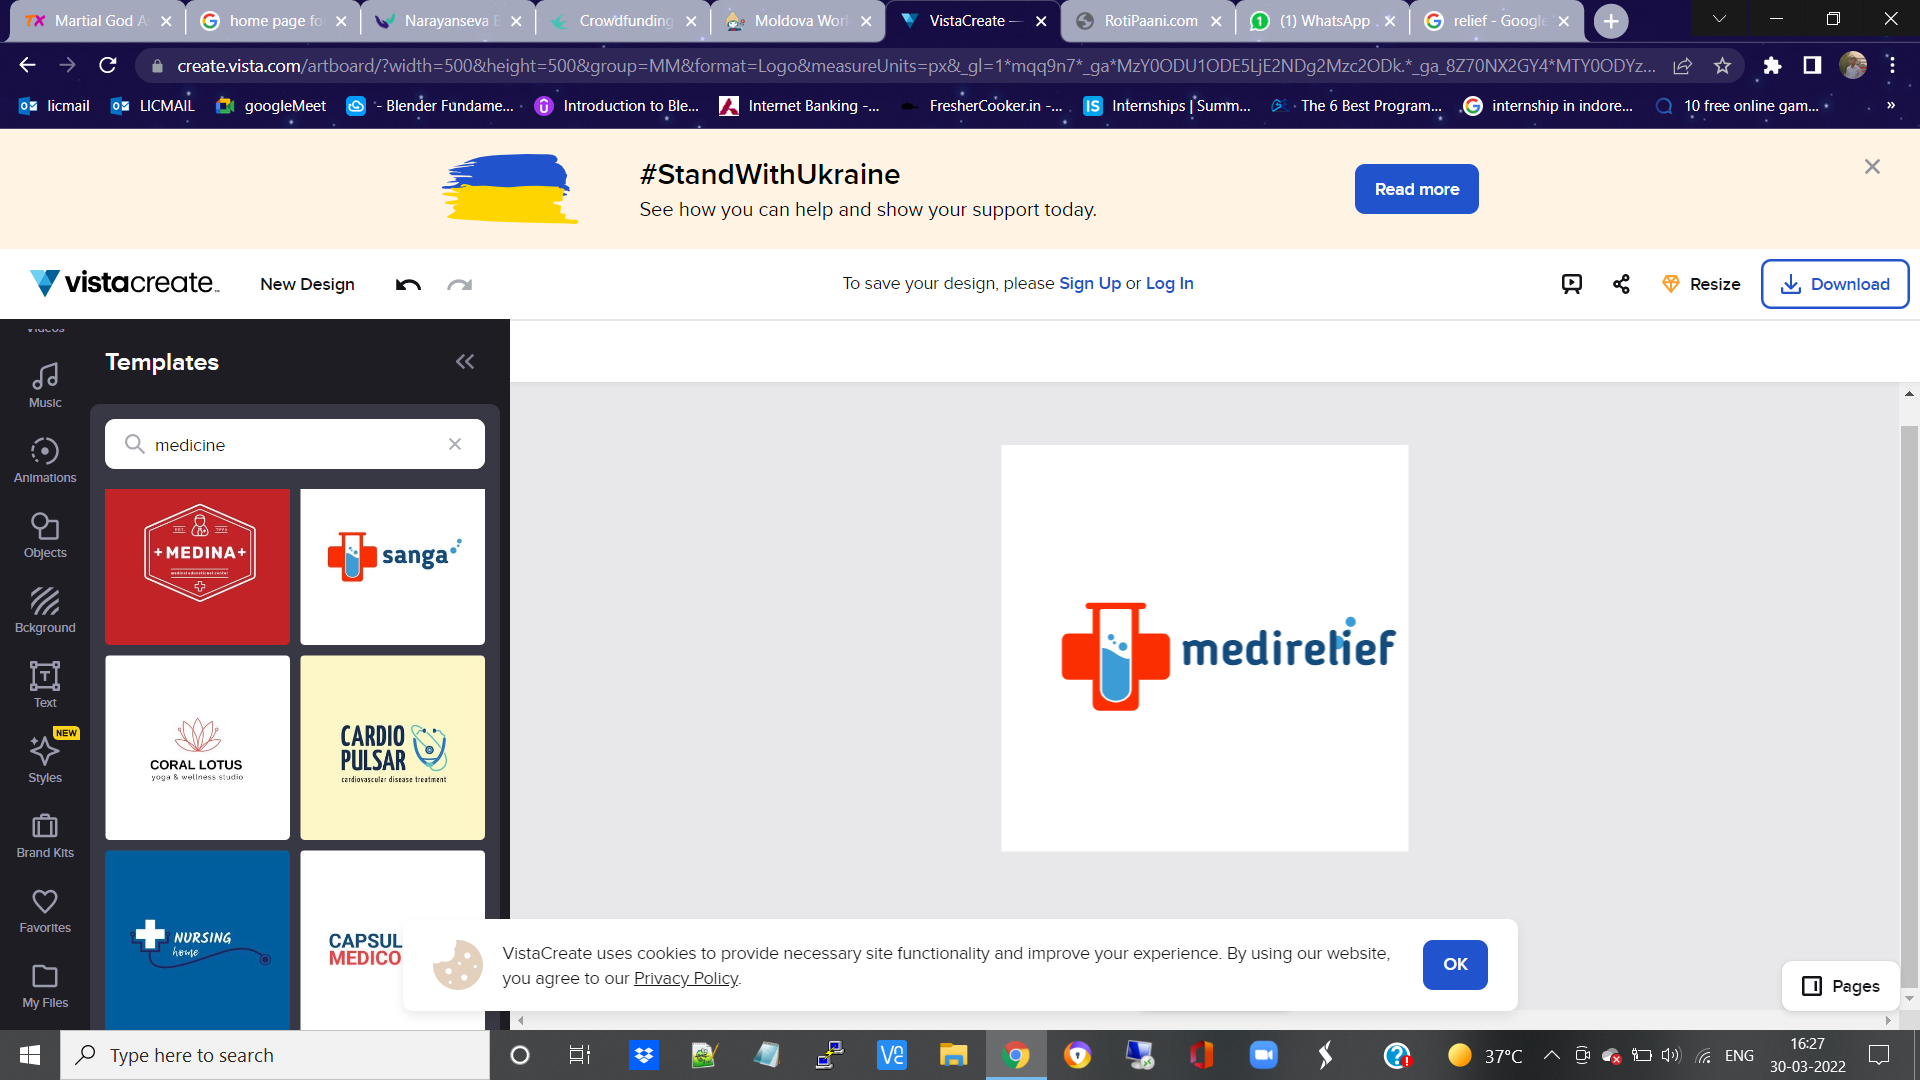 Martial God As
home page fo
Narayanseva
Crowdfunding
Moldova Worl
VistaCreate —
RotiPaani.com
(1) WhatsApp
relief - Google
create.vista.com/artboard/?width=500&height=500&group=MM&format=Logo&measureUnits=px&_gl=1*mqq9n7*_ga*MzY0ODU1ODE5LjE2NDg2Mzc2ODk.*_ga_8Z70NX2GY4*MTY0ODYz...
licmail
LICMAIL
googleMeet
- Blender Fundame...
Introduction to Ble...
Internet Banking -...
FresherCooker.in -...
Internships | Summ...
The 6 Best Program...
internship in indore...
10 free online gam...
»
#StandWithUkraine
See how you can help and show your support today.
Read more
vistacreate
New Design
To save your design, please Sign Up or Log In
Resize
Download
Videos
Music
Animations
Objects
Bckground
Text
NEW
Styles
Brand Kits
Favorites
My Files
Templates
medicine
+MEDINA+
medical educational center
sanga
CORAL LOTUS
yoga & wellness studio
CARDIO
PULSAR
cardiovascular disease treatment
NURSING
home
CAPSUL
MEDICO
medirelief
VistaCreate uses cookies to provide necessary site functionality and improve your experience. By using our website,
you agree to our Privacy Policy.
OK
Pages
Type here to search
37°C
ENG
16:27
30-03-2022